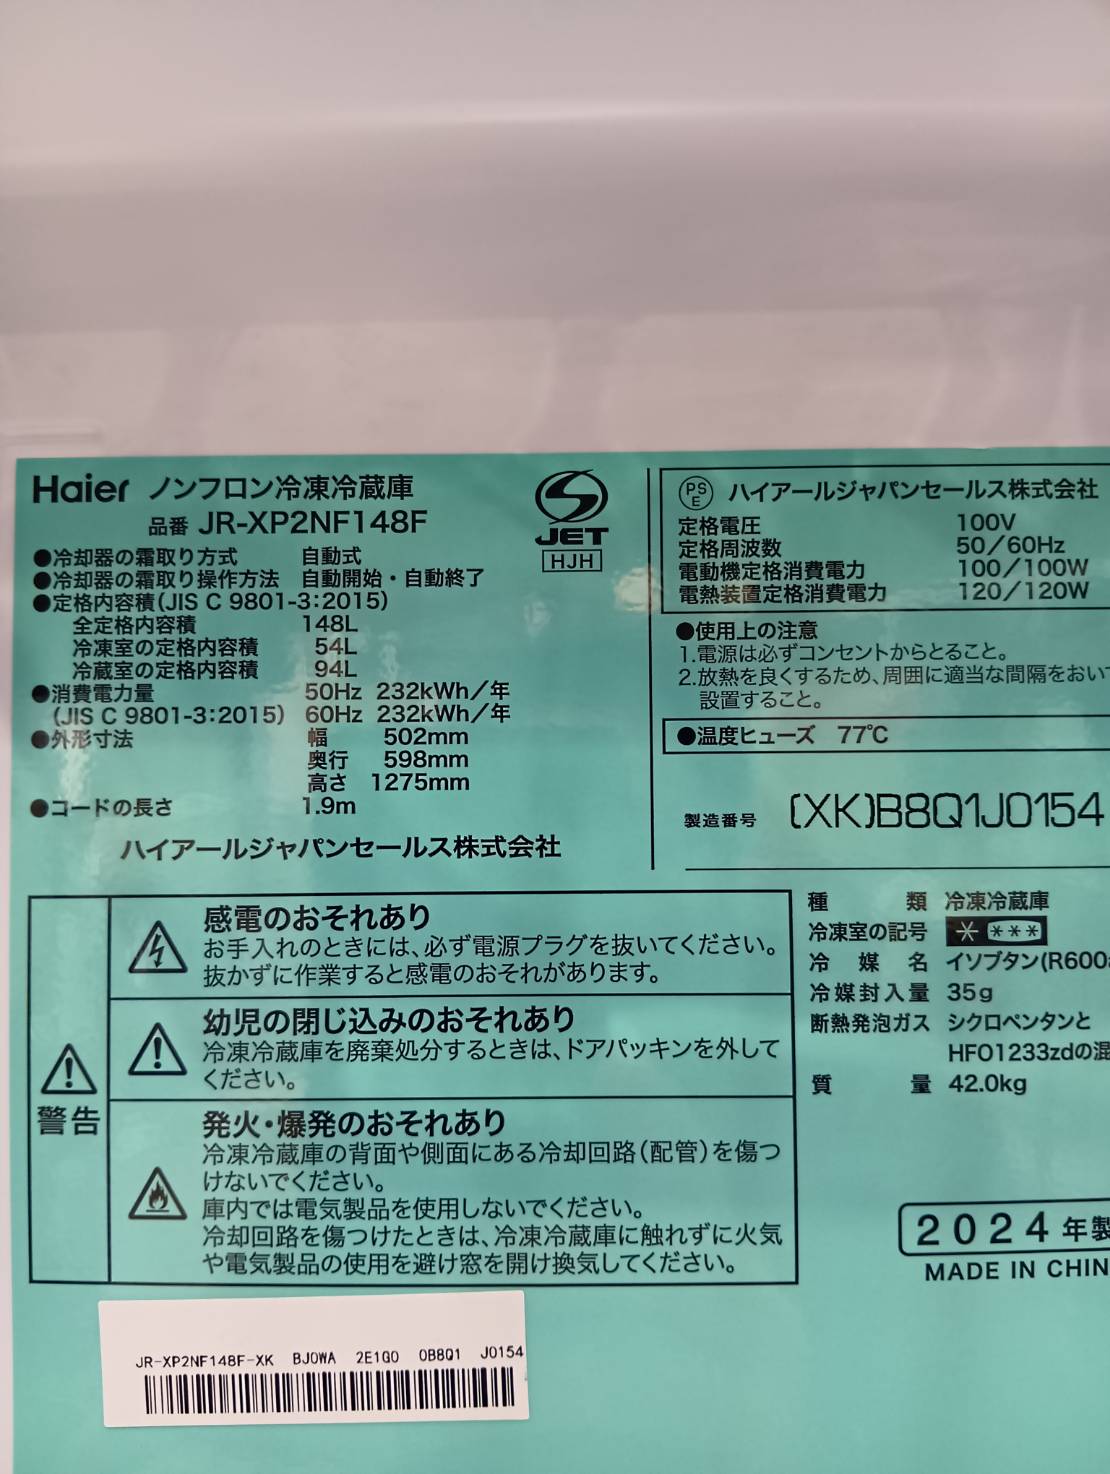 Haier ノンフロン冷凍冷蔵庫
品番 JR-XP2NF148F
●冷却器の霜取り方式 自動式
●冷却器の霜取り操作方法 自動開始・自動終了
●定格内容積(JIS C 9801-3:2015)
全定格内容積 148L
冷凍室の定格内容積 54L
冷蔵室の定格内容積 94L
●消費電力量 50Hz 232kWh/年
(JIS C 9801-3:2015) 60Hz 232kWh/年
●外形寸法 幅 502mm
奥行 598mm
高さ 1275mm
●コードの長さ 1.9m
ハイアールジャパンセールス株式会社
JET
HJH
PSE ハイアールジャパンセールス株式会社
定格電圧 100V
定格周波数 50/60Hz
電動機定格消費電力 100/100W
電熱装置定格消費電力 120/120W
●使用上の注意
1.電源は必ずコンセントからとること。
2.放熱を良くするため、周囲に適当な間隔をおいて
設置すること。
●温度ヒューズ 77℃
製造番号 (XK)B8Q1J0154
警告
感電のおそれあり
お手入れのときには、必ず電源プラグを抜いてください。
抜かずに作業すると感電のおそれがあります。
幼児の閉じ込みのおそれあり
冷凍冷蔵庫を廃棄処分するときは、ドアパッキンを外して
ください。
発火・爆発のおそれあり
冷凍冷蔵庫の背面や側面にある冷却回路(配管)を傷つ
けないでください。
庫内では電気製品を使用しないでください。
冷却回路を傷つけたときは、冷凍冷蔵庫に触れずに火気
や電気製品の使用を避け窓を開け換気してください。
種類 冷凍冷蔵庫
冷凍室の記号 * ***
冷媒名 イソブタン(R600a
冷媒封入量 35g
断熱発泡ガス シクロペンタンと
HFO1233zdの混
質量 42.0kg
2024年製
MADE IN CHIN
JR-XP2NF148F-XK BJ0WA 2E1G0 0B8Q1 J0154